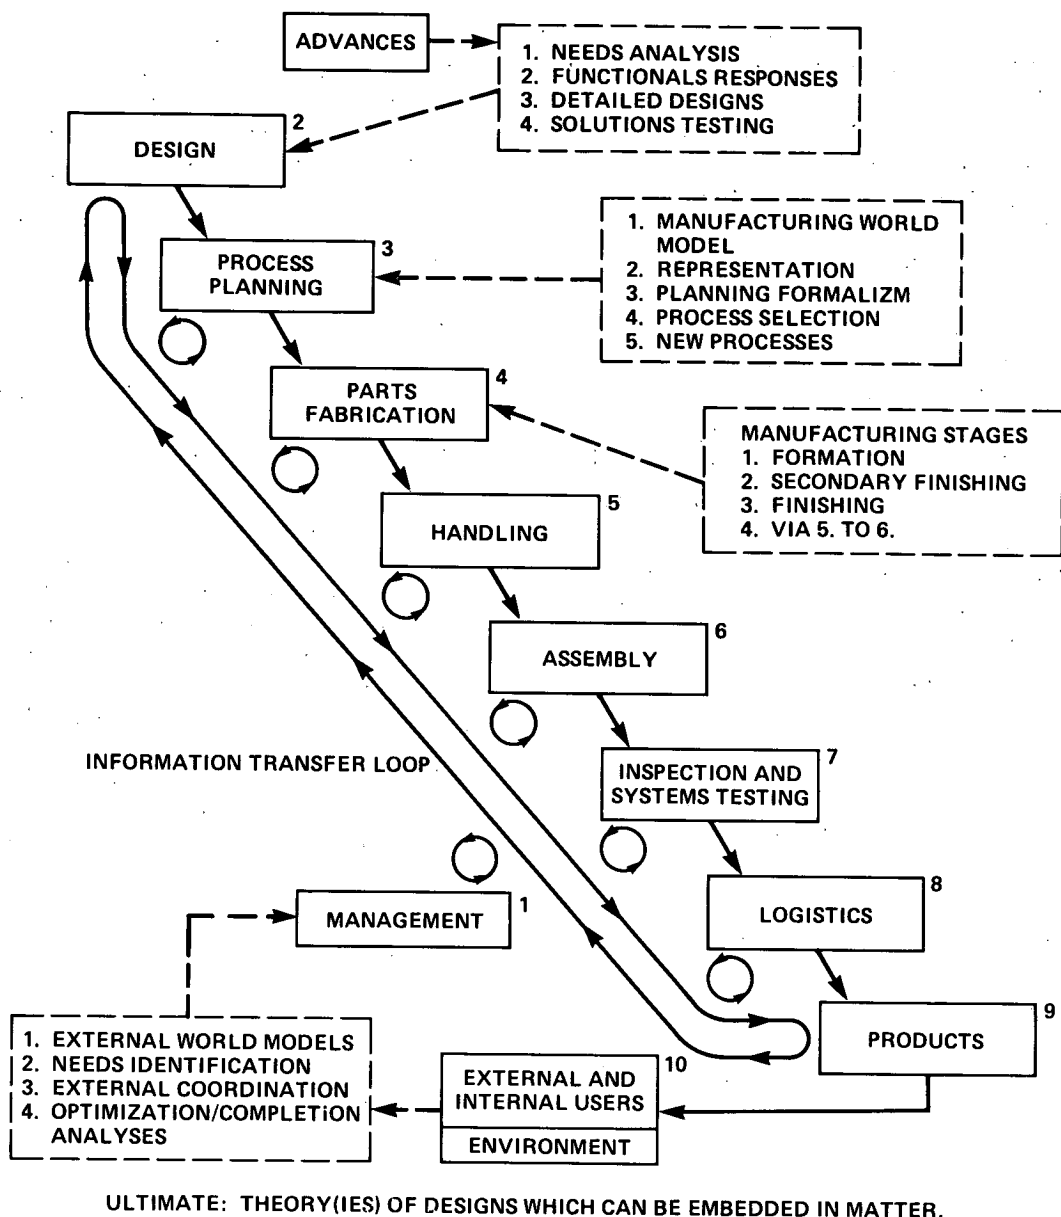 ADVANCES
1. NEEDS ANALYSIS
2. FUNCTIONALS RESPONSES
3. DETAILED DESIGNS
4. SOLUTIONS TESTING
2
DESIGN
3
PROCESS
PLANNING
1. MANUFACTURING WORLD
MODEL
2. REPRESENTATION
3. PLANNING FORMALIZM
4. PROCESS SELECTION
5. NEW PROCESSES
4
PARTS
FABRICATION
MANUFACTURING STAGES
1. FORMATION
2. SECONDARY FINISHING
3. FINISHING
4. VIA 5. TO 6.
5
HANDLING
6
ASSEMBLY
INFORMATION TRANSFER LOOP
7
INSPECTION AND
SYSTEMS TESTING
1
MANAGEMENT
8
LOGISTICS
9
PRODUCTS
1. EXTERNAL WORLD MODELS
2. NEEDS IDENTIFICATION
3. EXTERNAL COORDINATION
4. OPTIMIZATION/COMPLETION
ANALYSES
10
EXTERNAL AND
INTERNAL USERS
ENVIRONMENT
ULTIMATE: THEORY(IES) OF DESIGNS WHICH CAN BE EMBEDDED IN MATTER.